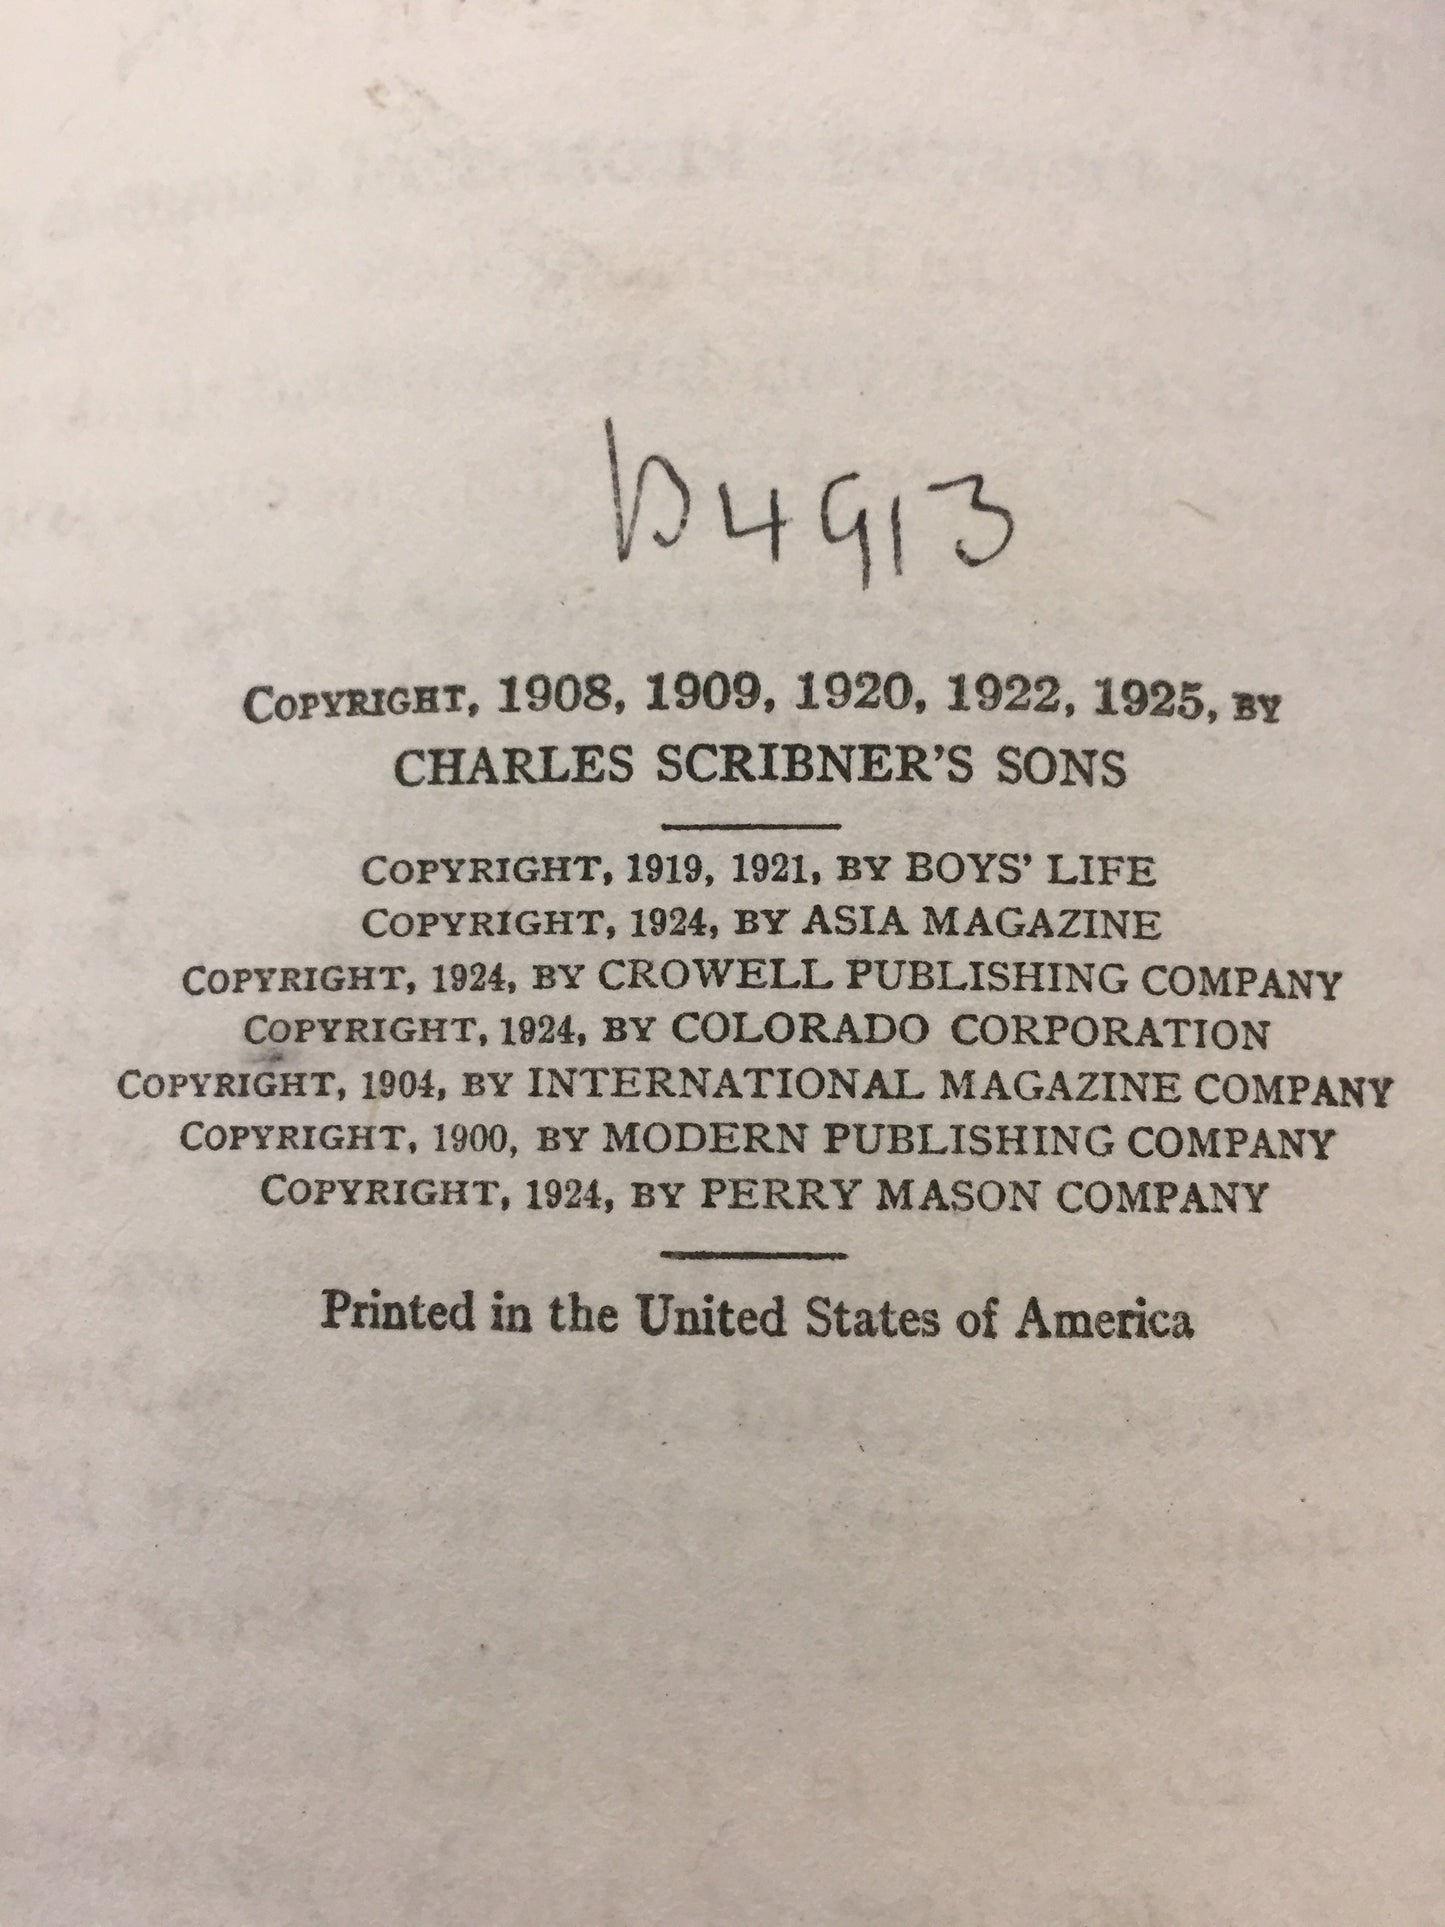 b4913
COPYRIGHT, 1908, 1909, 1920, 1922, 1925, BY
CHARLES SCRIBNER'S SONS
COPYRIGHT, 1919, 1921, BY BOYS' LIFE
COPYRIGHT, 1924, BY ASIA MAGAZINE
COPYRIGHT, 1924, BY CROWELL PUBLISHING COMPANY
COPYRIGHT, 1924, BY COLORADO CORPORATION
COPYRIGHT, 1904, BY INTERNATIONAL MAGAZINE COMPANY
COPYRIGHT, 1900, BY MODERN PUBLISHING COMPANY
COPYRIGHT, 1924, BY PERRY MASON COMPANY
Printed in the United States of America